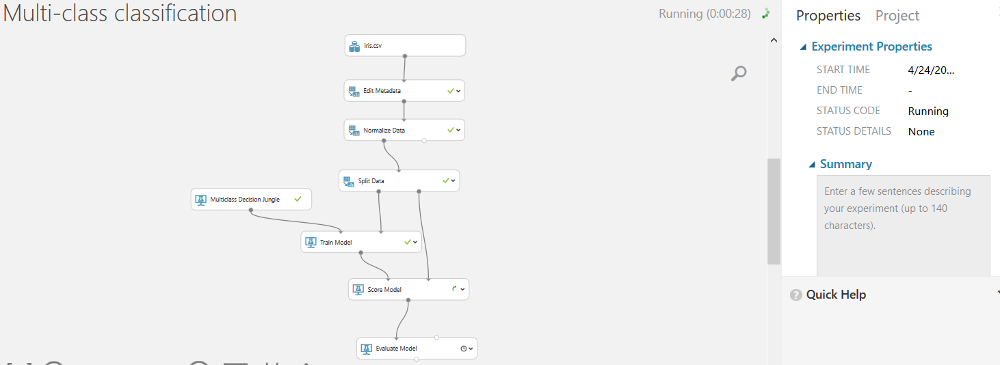 Multi-class classification
Running (0:00:28)
iris.csv
Edit Metadata
Normalize Data
Split Data
Multiclass Decision Jungle
Train Model
Score Model
Evaluate Model
Properties Project
Experiment Properties
START TIME 4/24/20...
END TIME -
STATUS CODE Running
STATUS DETAILS None
Summary
Enter a few sentences describing
your experiment (up to 140
characters).
? Quick Help